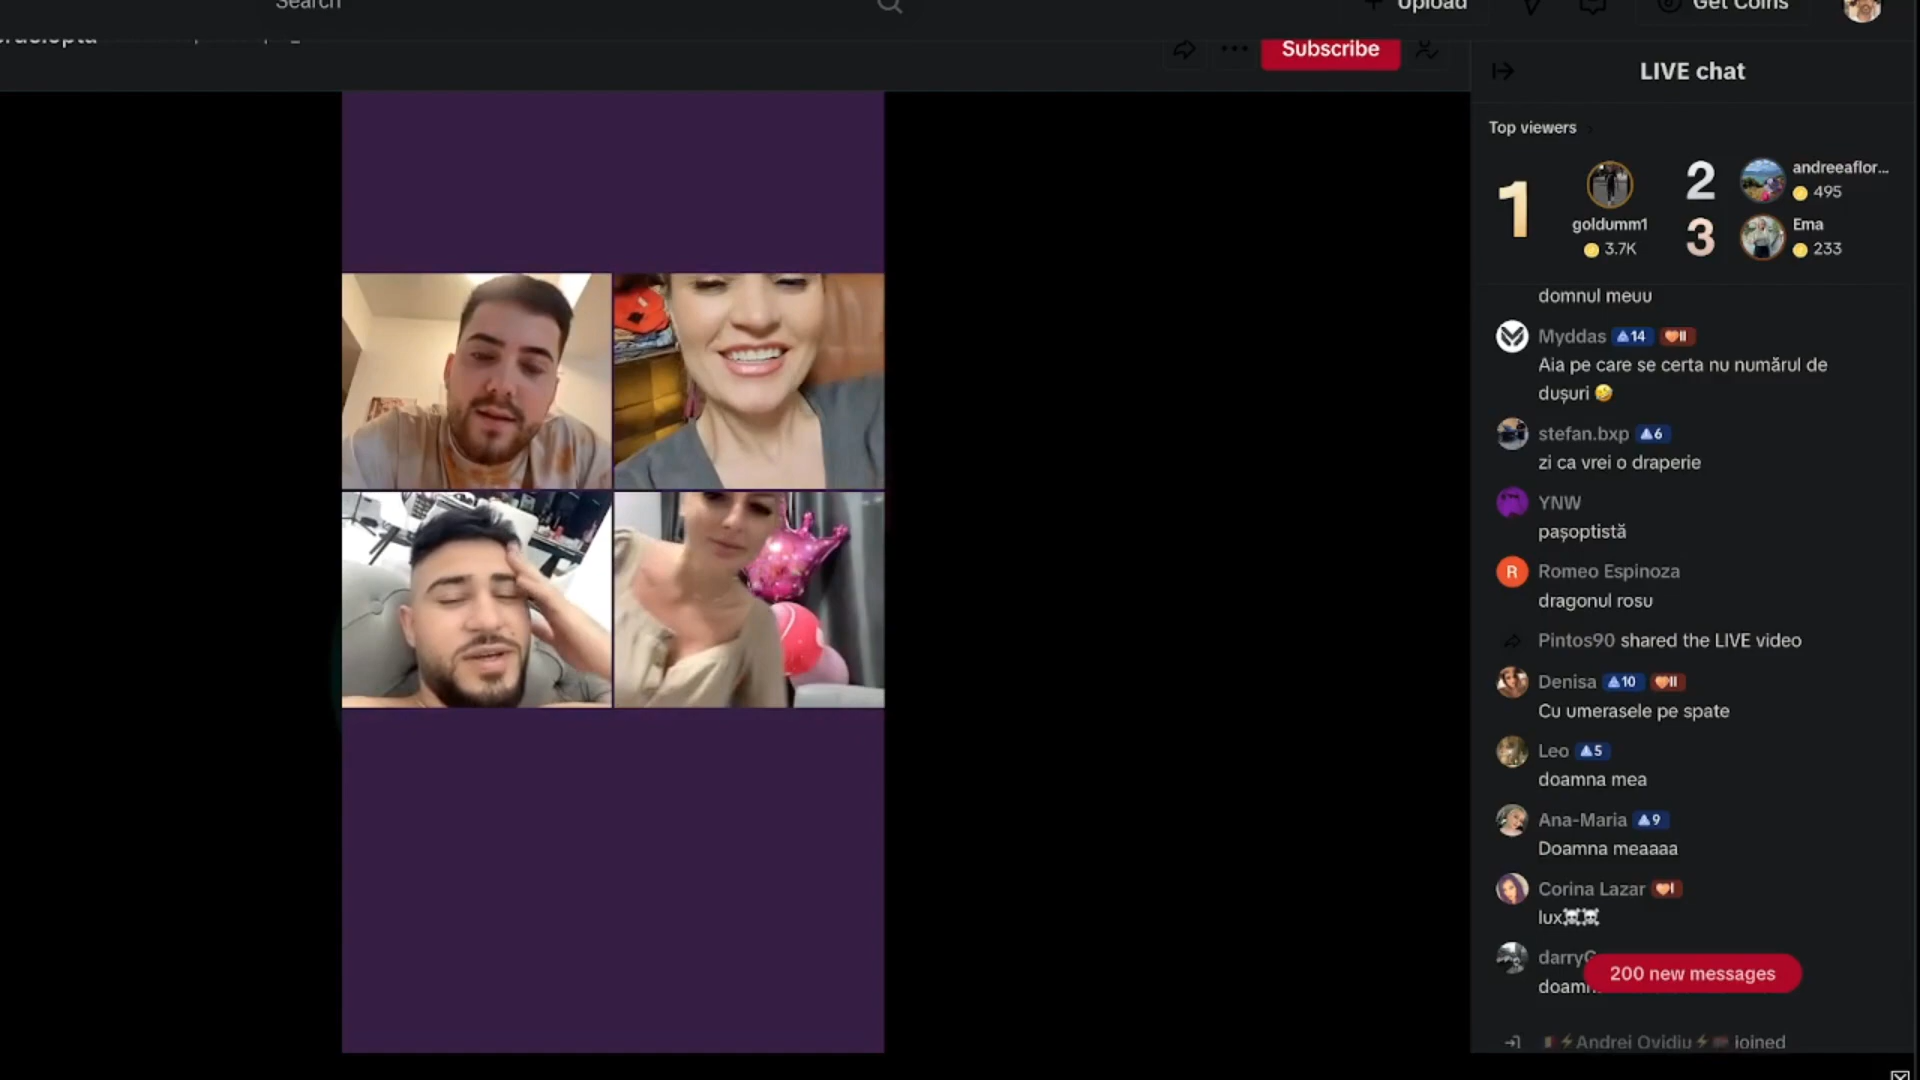 Search
Upload
Get Coins
Subscribe
LIVE chat
Top viewers
1
goldumm1
3.7K
2
andreeaflor...
495
3
Ema
233
domnul meuu
Myddas 14 II
Aia pe care se certa nu numărul de
dușuri 🤣
stefan.bxp 6
zi ca vrei o draperie
YNW
pașoptistă
R Romeo Espinoza
dragonul rosu
Pintos90 shared the LIVE video
Denisa 10 II
Cu umerasele pe spate
Leo 5
doamna mea
Ana-Maria 9
Doamna meaaaa
Corina Lazar I
lux☠️☠️
200 new messages
⚡Andrei Ovidiu⚡ joined